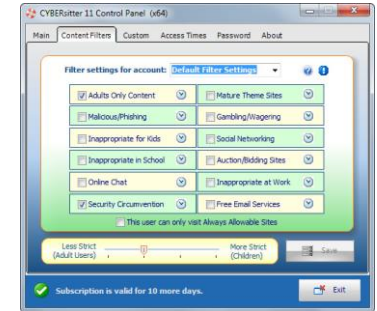 CYBERsitter 11 Control Panel (x64)
Main Content Filters Custom Access Times Password About
Filter settings for account: Default Filter Settings
Adults Only Content Mature Theme Sites
Malicious/Phishing Gambling/Wagering
Inappropriate for Kids Social Networking
Inappropriate in School Auction/Bidding Sites
Online Chat Inappropriate at Work
Security Circumvention Free Email Services
This user can only visit Always Allowable Sites
Less Strict More Strict
(Adult Users) (Children)
Save
Subscription is valid for 10 more days.
Exit